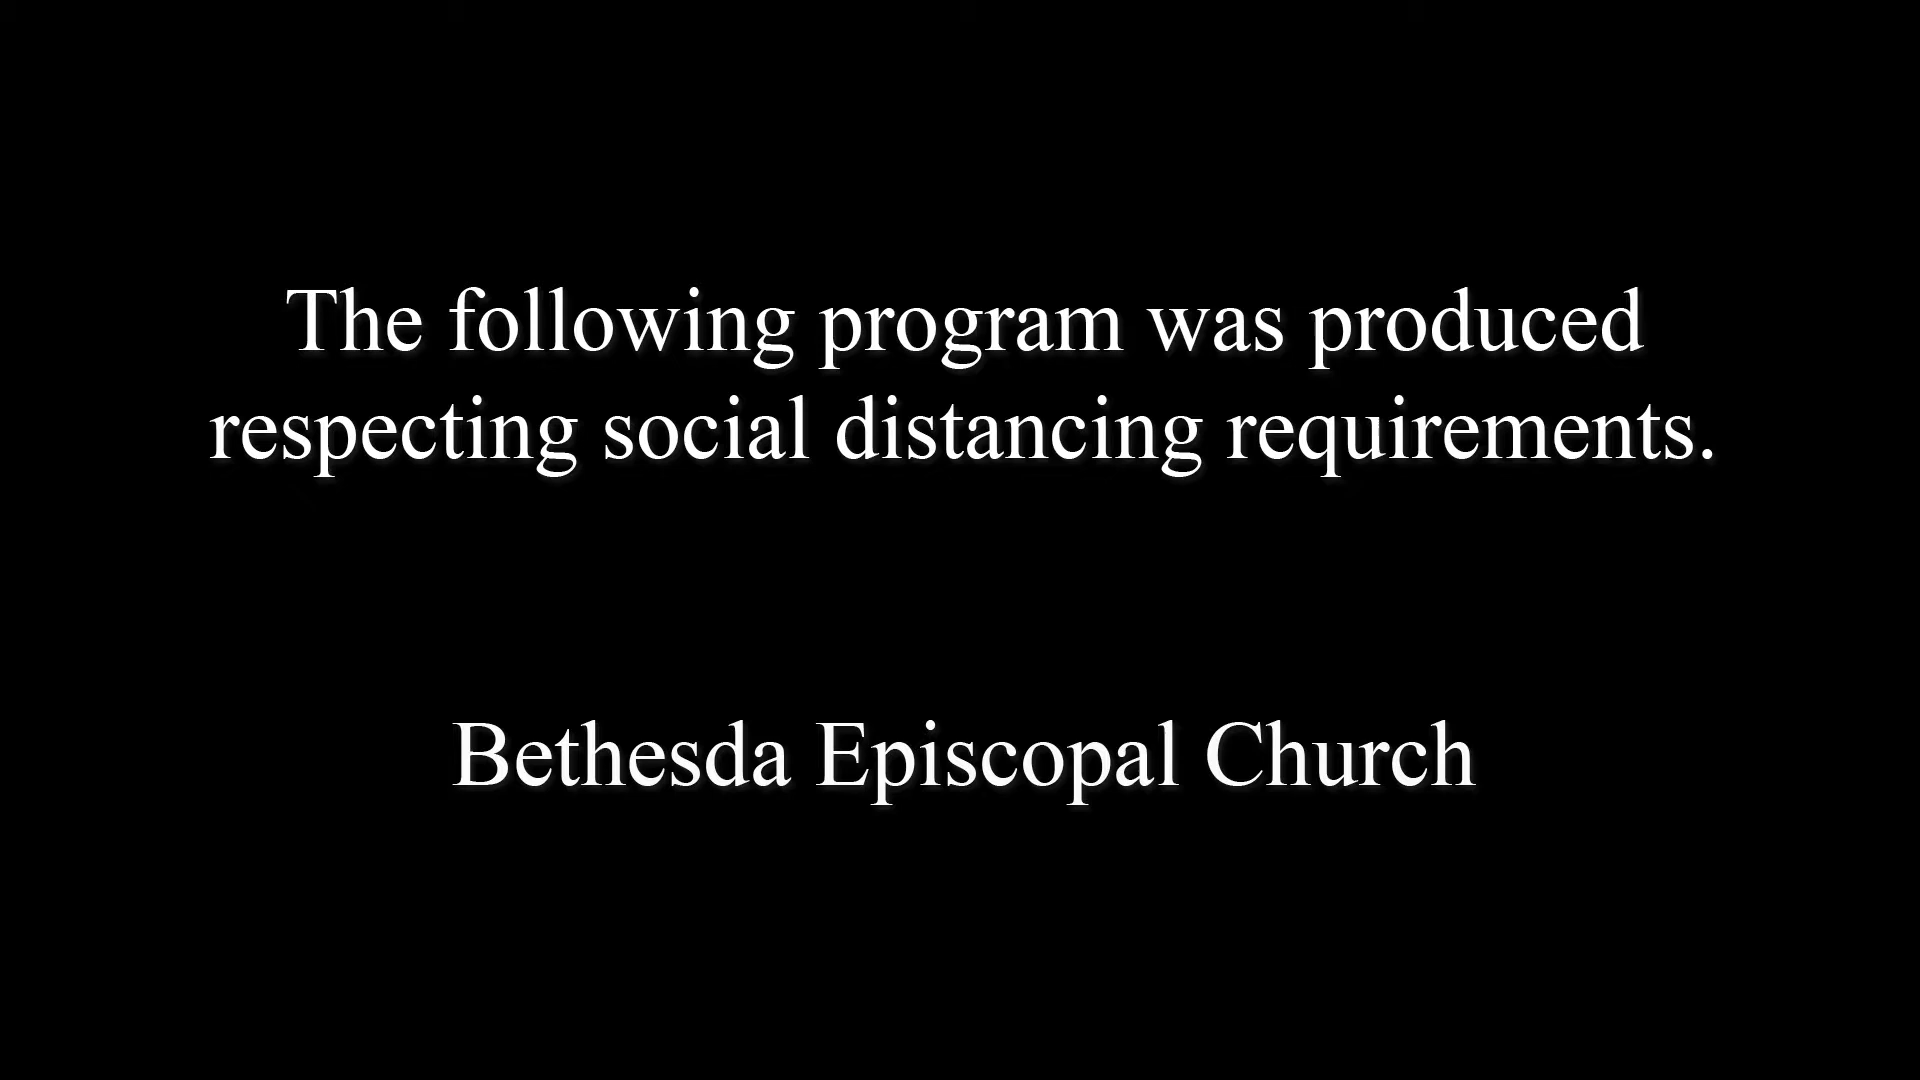 The following program was produced
respecting social distancing requirements.
Bethesda Episcopal Church